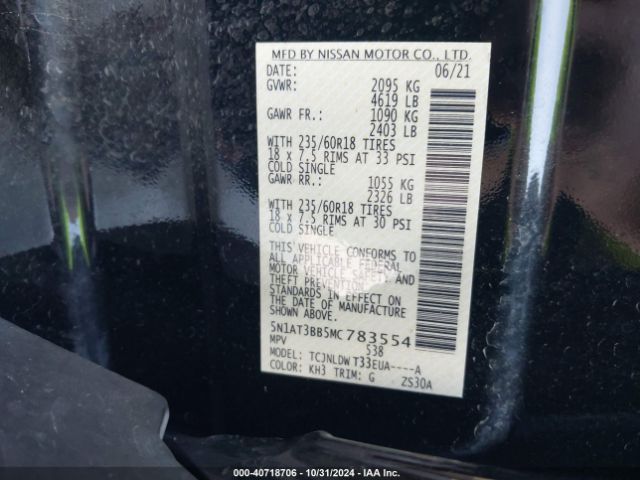 MFD BY NISSAN MOTOR CO., LTD.
DATE: 06/21
GVWR: 2095 KG
4619 LB
GAWR FR.: 1090 KG
2403 LB
WITH 235/60R18 TIRES
18 x 7.5 RIMS AT 33 PSI
COLD SINGLE
GAWR RR.: 1055 KG
2326 LB
WITH 235/60R18 TIRES
18 x 7.5 RIMS AT 30 PSI
COLD SINGLE
THIS VEHICLE CONFORMS TO
ALL APPLICABLE FEDERAL
MOTOR VEHICLE SAFETY AND
THEFT PREVENTION
STANDARDS IN EFFECT ON
THE DATE OF MANUFACTURE
SHOWN ABOVE.
5N1AT3BB5MC783554
MPV 538
MODEL: TCJNLDW T33EUA----A
COLOR: KH3 TRIM: G ZS30A
000-40718706 - 10/31/2024 - IAA Inc.